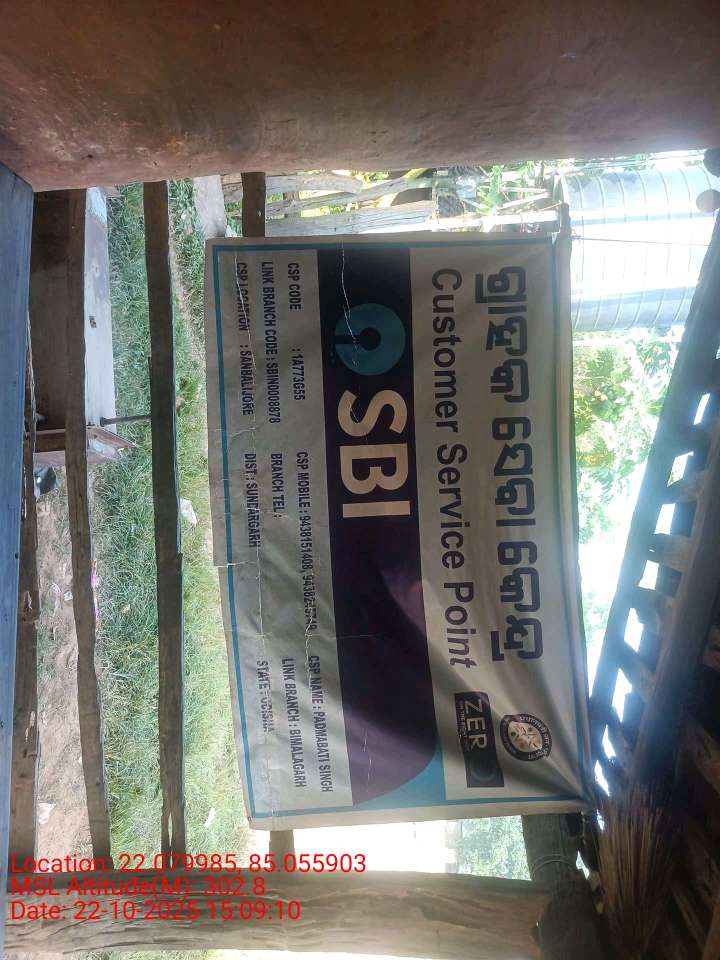 ଗ୍ରାହକ ସେବା କେନ୍ଦ୍ର
Customer Service Point
ZERO
SBI
CSP CODE : 1A773G55 CSP MOBILE : 9438151408, CSP NAME : PADMABATI SINGH
LINK BRANCH CODE : SBIN0008878 BRANCH TEL : LINK BRANCH : BIMALAGARH
CSP LOCATION : SANBALIJORE DIST : SUNDARGARH STATE : ODISHA
Location: 22.079985, 85.055903
MSL Altitude(M) 302.8
Date: 22-10-2025 15:09:10